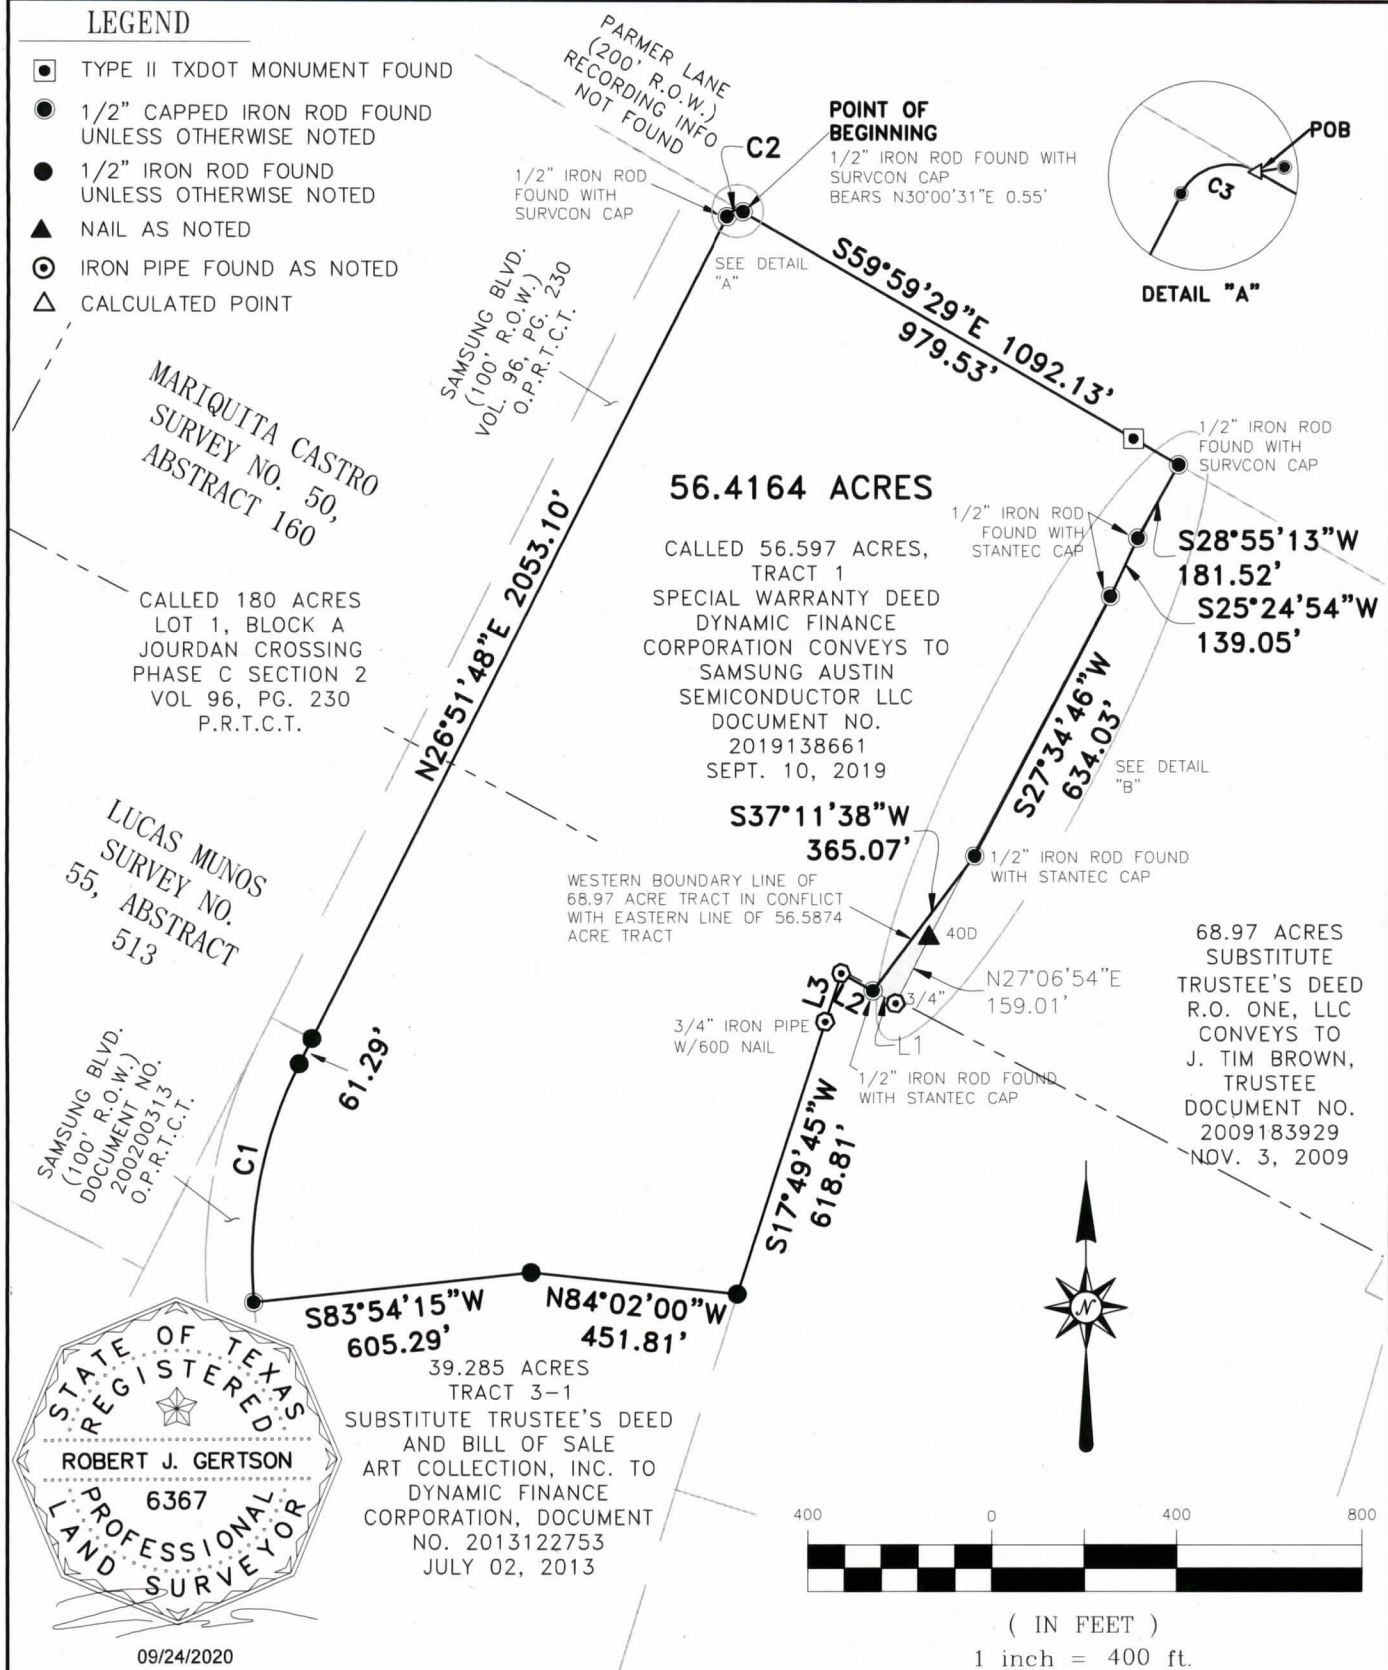 LEGEND
TYPE II TXDOT MONUMENT FOUND
1/2" CAPPED IRON ROD FOUND
UNLESS OTHERWISE NOTED
1/2" IRON ROD FOUND
UNLESS OTHERWISE NOTED
NAIL AS NOTED
IRON PIPE FOUND AS NOTED
CALCULATED POINT
PARMER LANE
(200' R.O.W.)
RECORDING INFO
NOT FOUND
C2
POINT OF
BEGINNING
1/2" IRON ROD FOUND WITH
SURVCON CAP
BEARS N30°00'31"E 0.55'
1/2" IRON ROD
FOUND WITH
SURVCON CAP
SEE DETAIL
"A"
POB
C3
DETAIL "A"
SAMSUNG BLVD.
(100' R.O.W.)
VOL. 96, PG. 230
O.P.R.T.C.T.
S59°59'29"E 1092.13'
979.53'
1/2" IRON ROD
FOUND WITH
SURVCON CAP
MARIQUITA CASTRO
SURVEY NO. 50,
ABSTRACT 160
56.4164 ACRES
CALLED 56.597 ACRES,
TRACT 1
SPECIAL WARRANTY DEED
DYNAMIC FINANCE
CORPORATION CONVEYS TO
SAMSUNG AUSTIN
SEMICONDUCTOR LLC
DOCUMENT NO.
2019138661
SEPT. 10, 2019
1/2" IRON ROD
FOUND WITH
STANTEC CAP
S28°55'13"W
181.52'
S25°24'54"W
139.05'
N26°51'48"E 2053.10'
CALLED 180 ACRES
LOT 1, BLOCK A
JOURDAN CROSSING
PHASE C SECTION 2
VOL 96, PG. 230
P.R.T.C.T.
S27°34'46"W
634.03'
SEE DETAIL
"B"
S37°11'38"W
365.07'
1/2" IRON ROD FOUND
WITH STANTEC CAP
WESTERN BOUNDARY LINE OF
68.97 ACRE TRACT IN CONFLICT
WITH EASTERN LINE OF 56.5874
ACRE TRACT
40D
LUCAS MUNOS
SURVEY NO.
55, ABSTRACT
513
68.97 ACRES
SUBSTITUTE
TRUSTEE'S DEED
R.O. ONE, LLC
CONVEYS TO
J. TIM BROWN,
TRUSTEE
DOCUMENT NO.
2009183929
NOV. 3, 2009
N27°06'54"E
159.01'
L3
L2
3/4"
L1
3/4" IRON PIPE
W/60D NAIL
1/2" IRON ROD FOUND
WITH STANTEC CAP
61.29'
SAMSUNG BLVD.
(100' R.O.W.)
DOCUMENT NO.
2002200313
O.P.R.T.C.T.
C1
S17°49'45"W
618.81'
S83°54'15"W
605.29'
N84°02'00"W
451.81'
39.285 ACRES
TRACT 3-1
SUBSTITUTE TRUSTEE'S DEED
AND BILL OF SALE
ART COLLECTION, INC. TO
DYNAMIC FINANCE
CORPORATION, DOCUMENT
NO. 2013122753
JULY 02, 2013
N
STATE OF TEXAS
REGISTERED
ROBERT J. GERTSON
6367
PROFESSIONAL
LAND SURVEYOR
09/24/2020
400 0 400 800
( IN FEET )
1 inch = 400 ft.